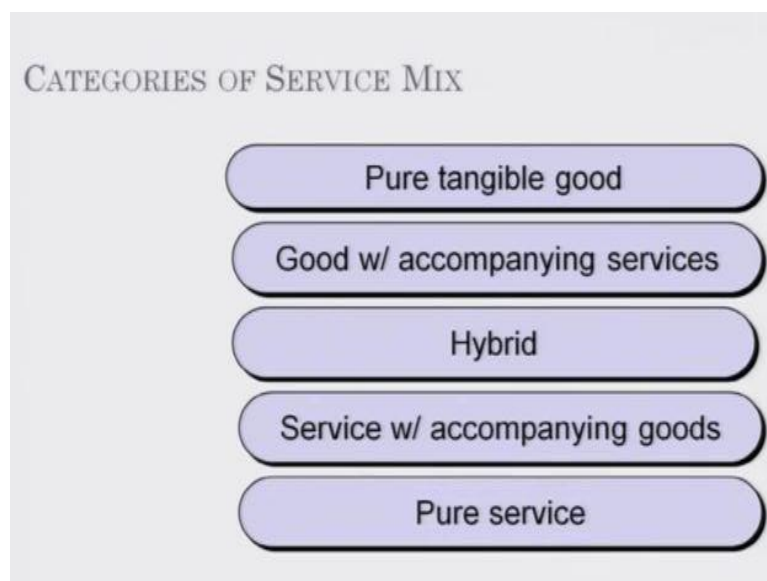 Categories of Service Mix
Pure tangible good
Good w/ accompanying services
Hybrid
Service w/ accompanying goods
Pure service